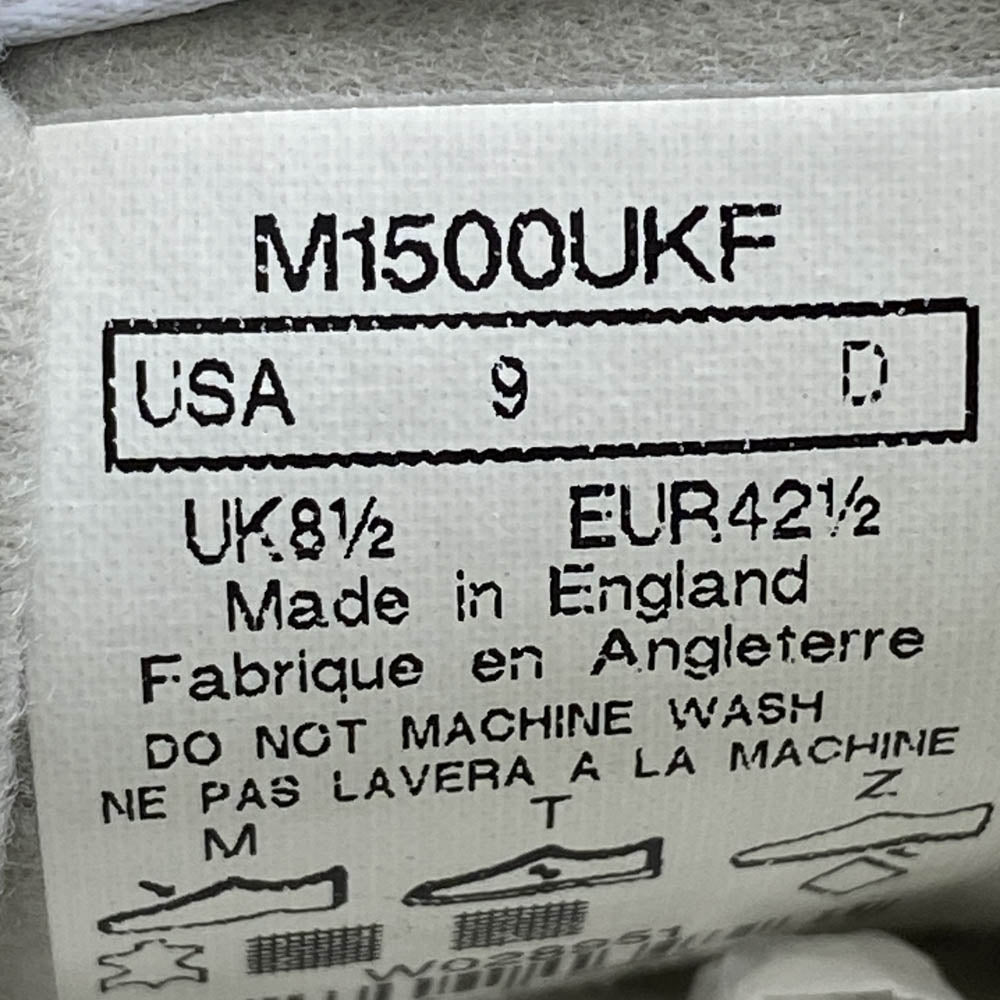 M1500UKF
USA 9 D
UK8½ EUR42½
Made in England
Fabrique en Angleterre
DO NOT MACHINE WASH
NE PAS LAVERA A LA MACHINE
M T Z